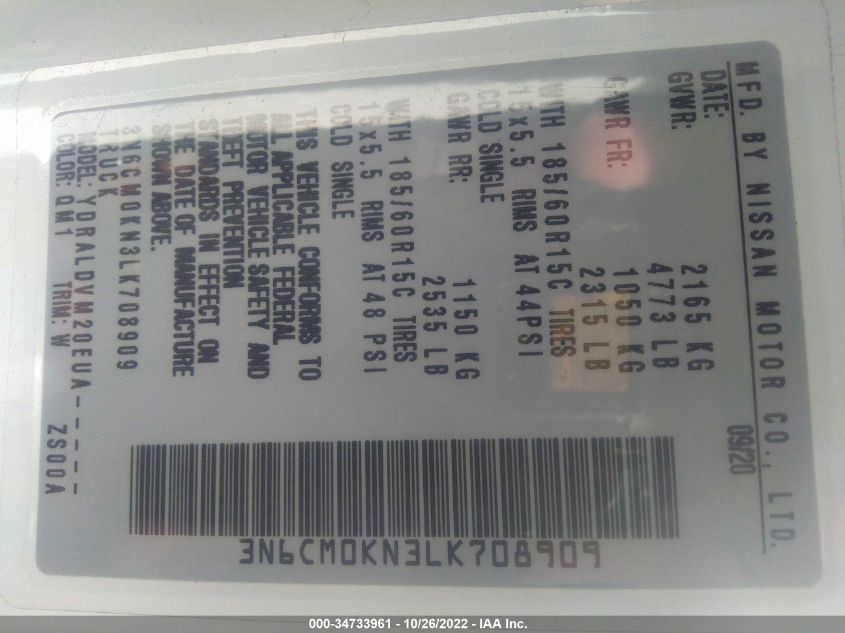 MFD. BY NISSAN MOTOR CO., LTD.
DATE: 09/20
GVWR: 2165 KG
4773 LB
GAWR FR: 1050 KG
2315 LB
WITH 185/60R15C TIRES
15X5.5 RIMS AT 44PSI
COLD SINGLE
GAWR RR: 1150 KG
2535 LB
WITH 185/60R15C TIRES
15X5.5 RIMS AT 48 PSI
COLD SINGLE
THIS VEHICLE CONFORMS TO
ALL APPLICABLE FEDERAL
MOTOR VEHICLE SAFETY AND
THEFT PREVENTION
STANDARDS IN EFFECT ON
THE DATE OF MANUFACTURE
SHOWN ABOVE.
3N6CM0KN3LK708909
TRUCK
MODEL: YDRALDVM20EUA-----
COLOR: QM1 TRIM: W ZS00A
3N6CM0KN3LK708909
000-34733961 - 10/26/2022 - IAA Inc.